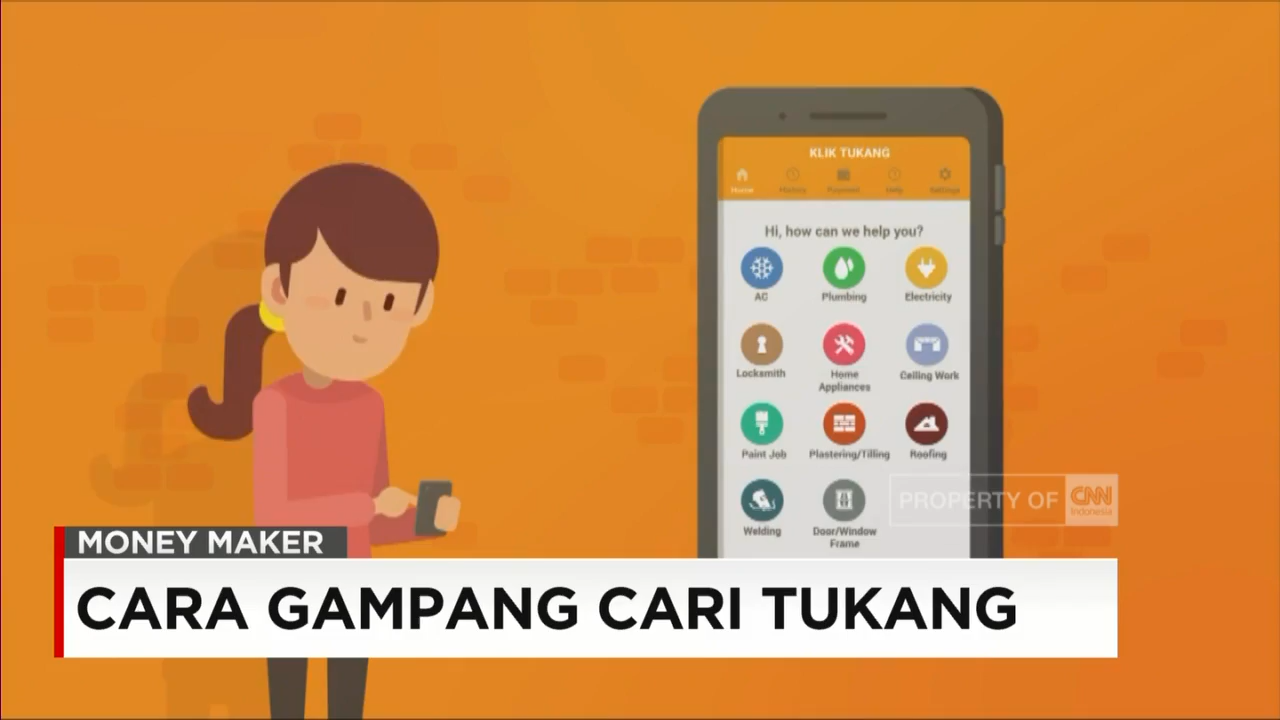 KLIK TUKANG
Home History Payment Help Settings
Hi, how can we help you?
AC Plumbing Electricity
Locksmith Home Appliances Ceiling Work
Paint Job Plastering/Tilling Roofing
Welding Door/Window Frame
PROPERTY OF CNN Indonesia
MONEY MAKER
CARA GAMPANG CARI TUKANG